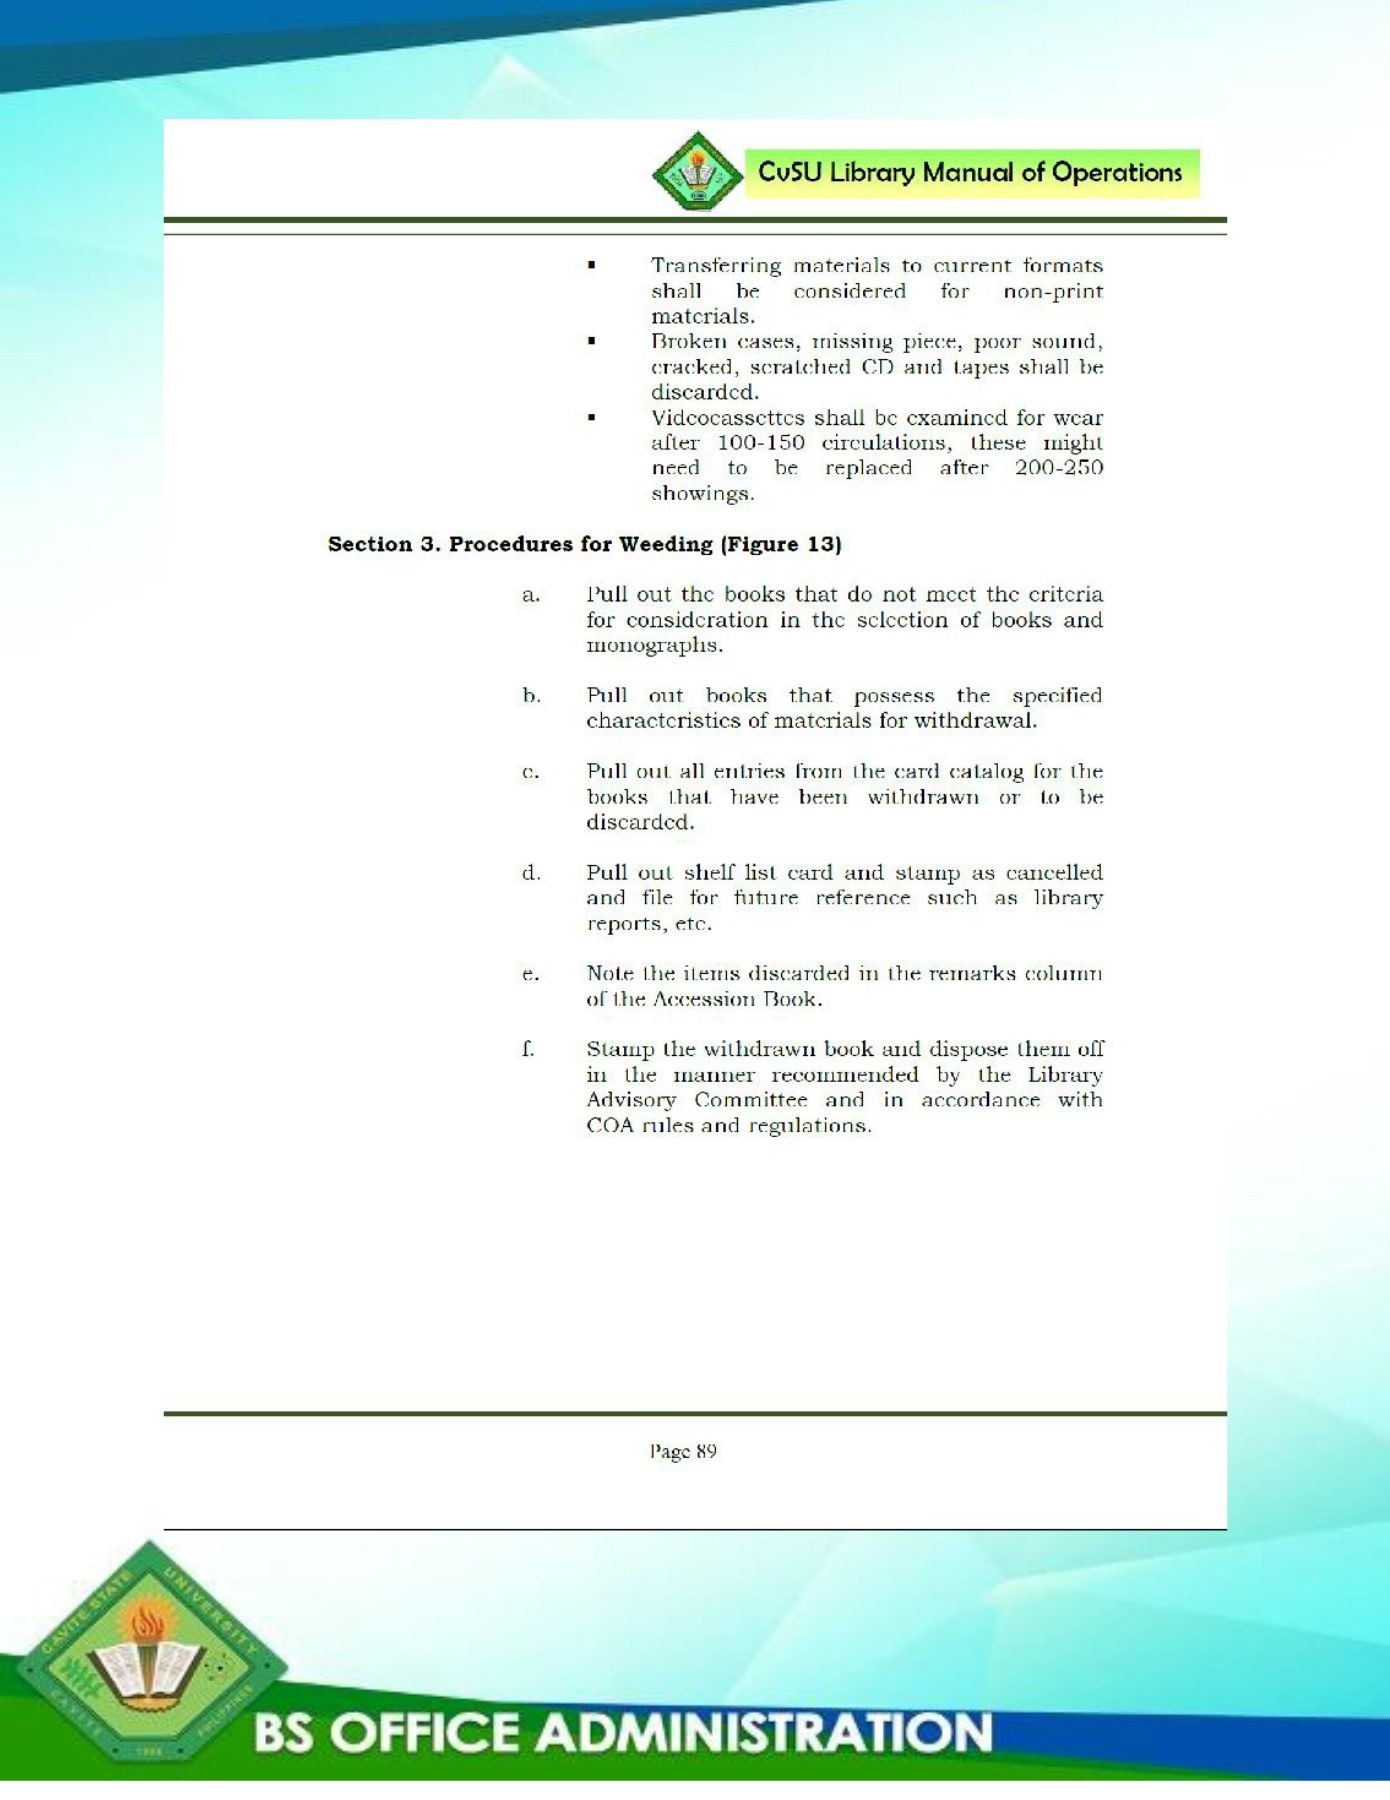 CvSU Library Manual of Operations
▪ Transferring materials to current formats
shall be considered for non-print
materials.
▪ Broken cases, missing piece, poor sound,
cracked, scratched CD and tapes shall be
discarded.
▪ Videocassettes shall be examined for wear
after 100-150 circulations, these might
need to be replaced after 200-250
showings.
Section 3. Procedures for Weeding (Figure 13)
a. Pull out the books that do not meet the criteria
for consideration in the selection of books and
monographs.
b. Pull out books that possess the specified
characteristics of materials for withdrawal.
c. Pull out all entries from the card catalog for the
books that have been withdrawn or to be
discarded.
d. Pull out shelf list card and stamp as cancelled
and file for future reference such as library
reports, etc.
e. Note the items discarded in the remarks column
of the Accession Book.
f. Stamp the withdrawn book and dispose them off
in the manner recommended by the Library
Advisory Committee and in accordance with
COA rules and regulations.
Page 89
CAVITE STATE UNIVERSITY
CAVITE PHILIPPINES
BS OFFICE ADMINISTRATION